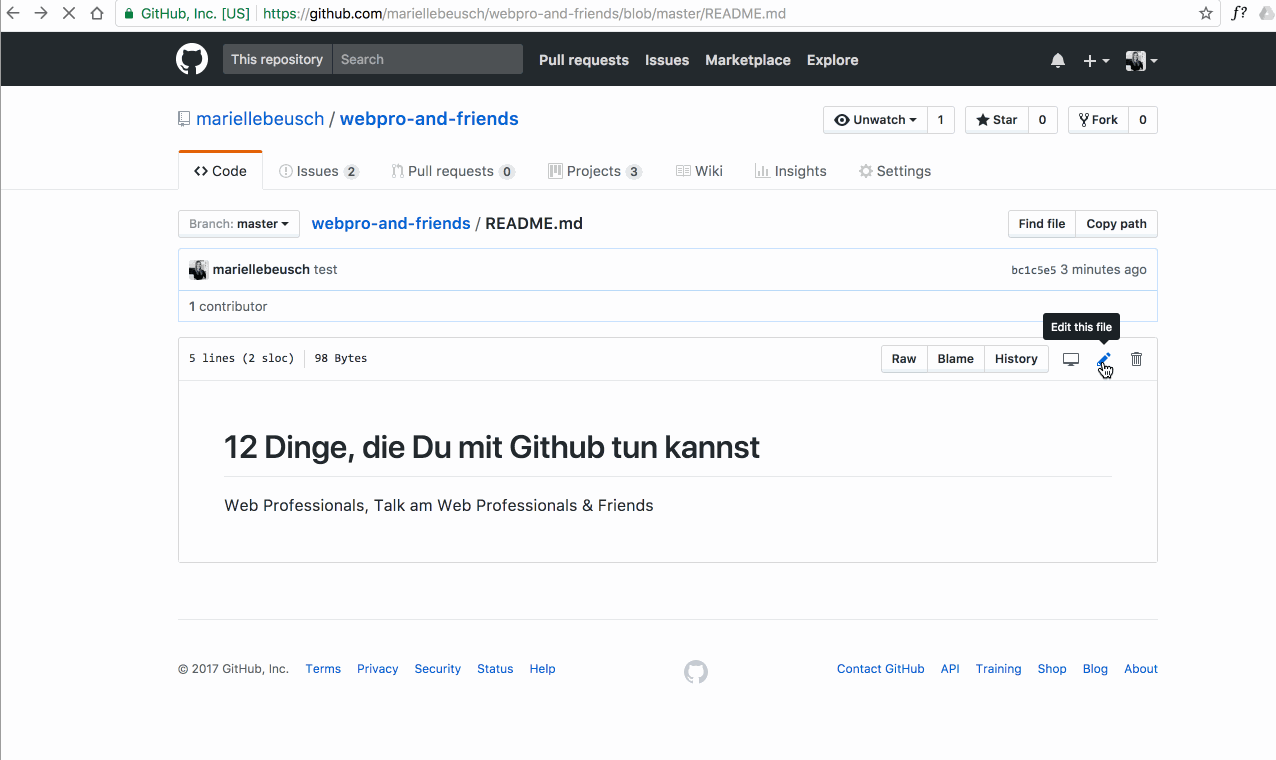 GitHub, Inc. [US] https://github.com/mariellebeusch/webpro-and-friends/blob/master/README.md f?
This repository Search Pull requests Issues Marketplace Explore
mariellebeusch / webpro-and-friends Unwatch 1 Star 0 Fork 0
Code Issues 2 Pull requests 0 Projects 3 Wiki Insights Settings
Branch: master webpro-and-friends / README.md Find file Copy path
mariellebeusch test bc1c5e5 3 minutes ago
1 contributor
Edit this file
5 lines (2 sloc) 98 Bytes Raw Blame History
12 Dinge, die Du mit Github tun kannst
Web Professionals, Talk am Web Professionals & Friends
© 2017 GitHub, Inc. Terms Privacy Security Status Help Contact GitHub API Training Shop Blog About